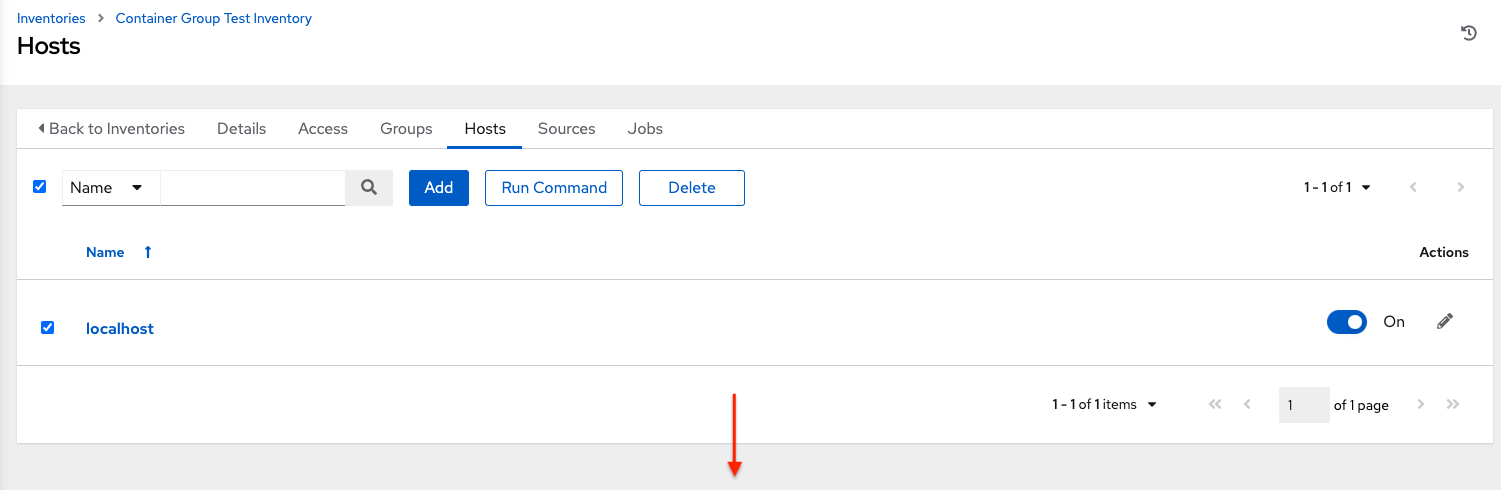 Inventories > Container Group Test Inventory
Hosts
Back to Inventories Details Access Groups Hosts Sources Jobs
Name Add Run Command Delete 1 - 1 of 1
Name Actions
localhost On
1 - 1 of 1 items 1 of 1 page